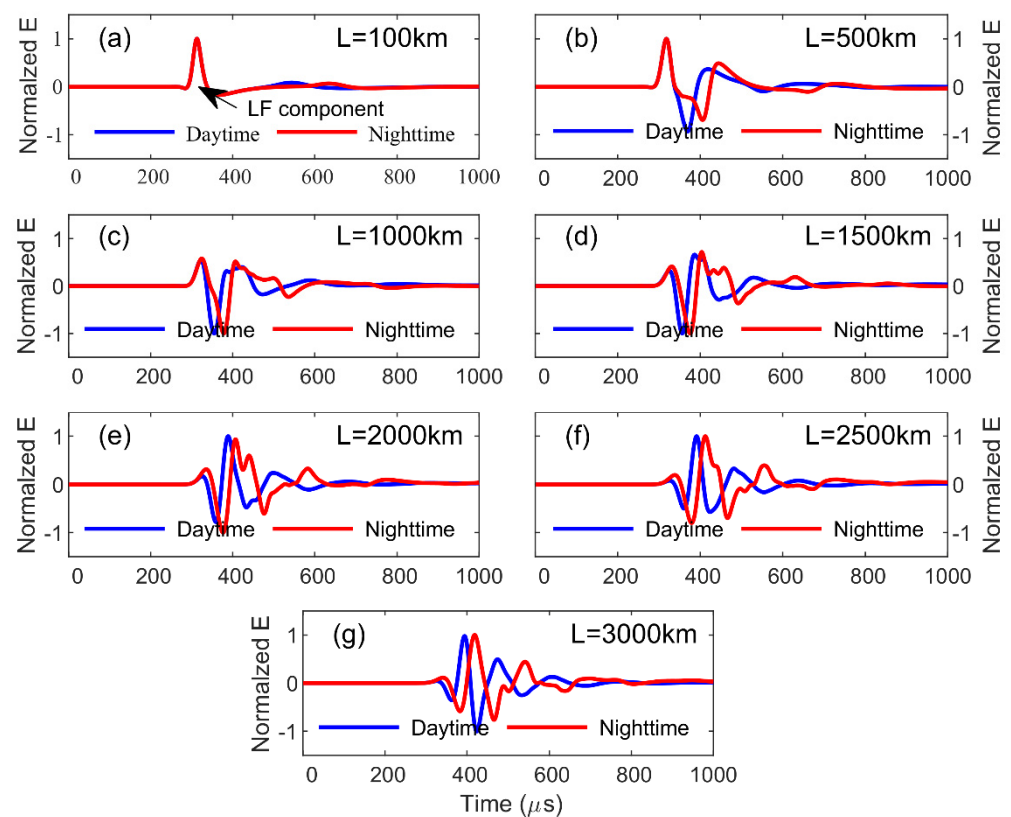 Normalzed E
1
0
-1
(a)
L=100km
LF component
Daytime
Nighttime
0 200 400 600 800 1000
(b)
L=500km
Daytime
Nighttime
1
0
-1
Normalzed E
0 200 400 600 800 1000
Normalzed E
1
0
-1
(c)
L=1000km
Daytime
Nighttime
0 200 400 600 800 1000
(d)
L=1500km
Daytime
Nighttime
1
0
-1
Normalzed E
0 200 400 600 800 1000
Normalzed E
1
0
-1
(e)
L=2000km
Daytime
Nighttime
0 200 400 600 800 1000
(f)
L=2500km
Daytime
Nighttime
1
0
-1
Normalzed E
0 200 400 600 800 1000
Normalzed E
1
0
-1
(g)
L=3000km
Daytime
Nighttime
0 200 400 600 800 1000
Time (μs)